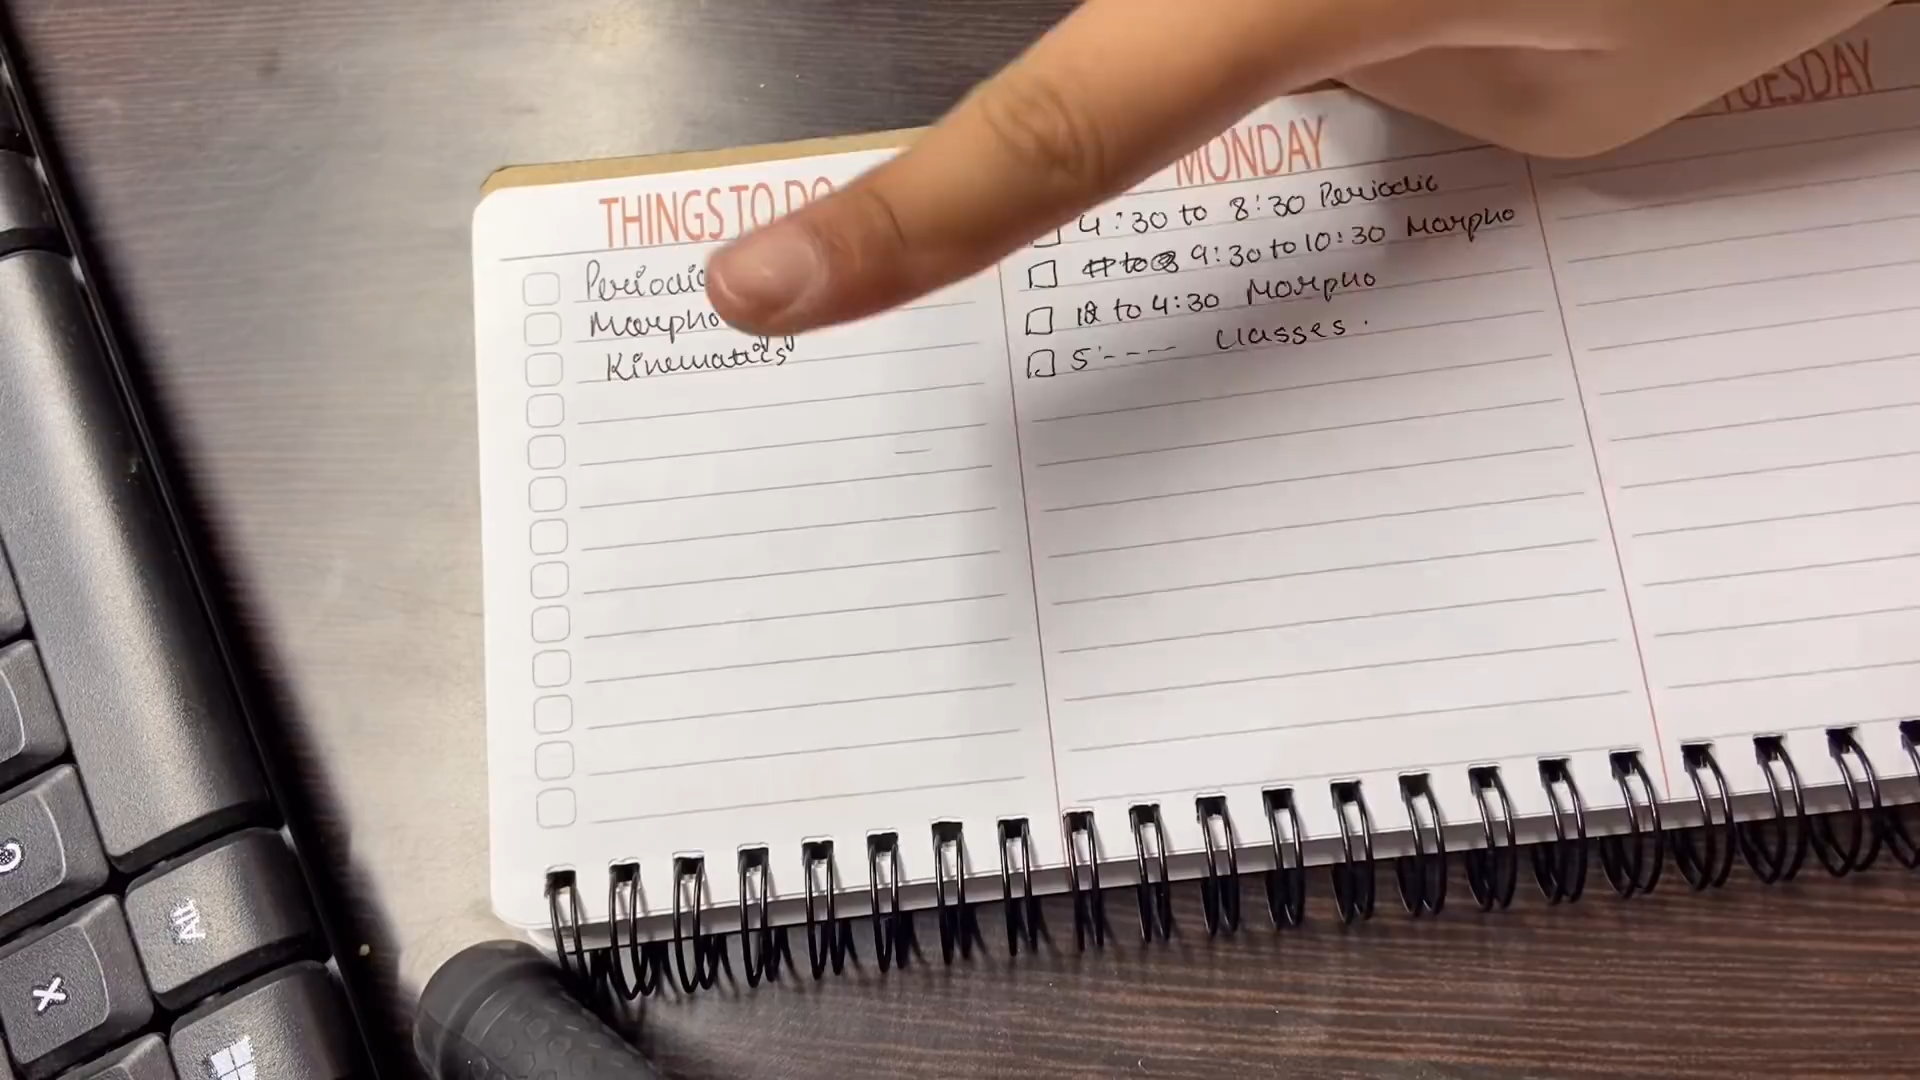 THINGS TO DO
Periodic
Morpho
Kinematics
MONDAY
4:30 to 8:30 Periodic
9:30 to 10:30 Morpho
to 4:30 Morpho
5:--- Classes.
TUESDAY
Alt
C
X